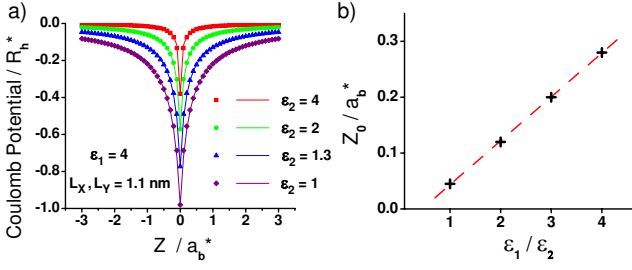 a)
Coulomb Potential / R_h*
-0.0
-0.2
-0.4
-0.6
-0.8
-1.0
ε₂ = 4
ε₂ = 2
ε₂ = 1.3
ε₂ = 1
ε₁ = 4
L_X, L_Y = 1.1 nm
-3 -2 -1 0 1 2 3
Z / a_b*
b)
Z₀ / a_b*
0.3
0.2
0.1
0.0
1 2 3 4
ε₁ / ε₂